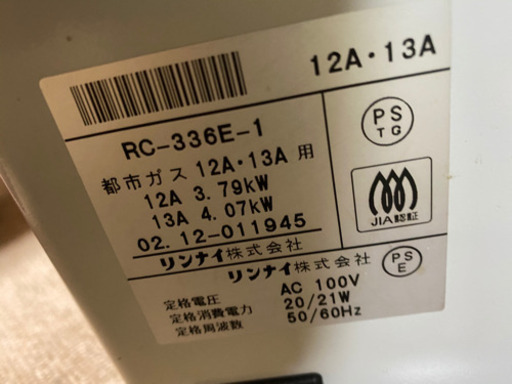 12A・13A
RC-336E-1
都市ガス 12A・13A 用
12A 3.79kW
13A 4.07kW
02.12-011945
リンナイ株式会社
PS
TG
JIA認証
リンナイ株式会社
PS
E
定格電圧 AC 100V
定格消費電力 20/21W
定格周波数 50/60Hz